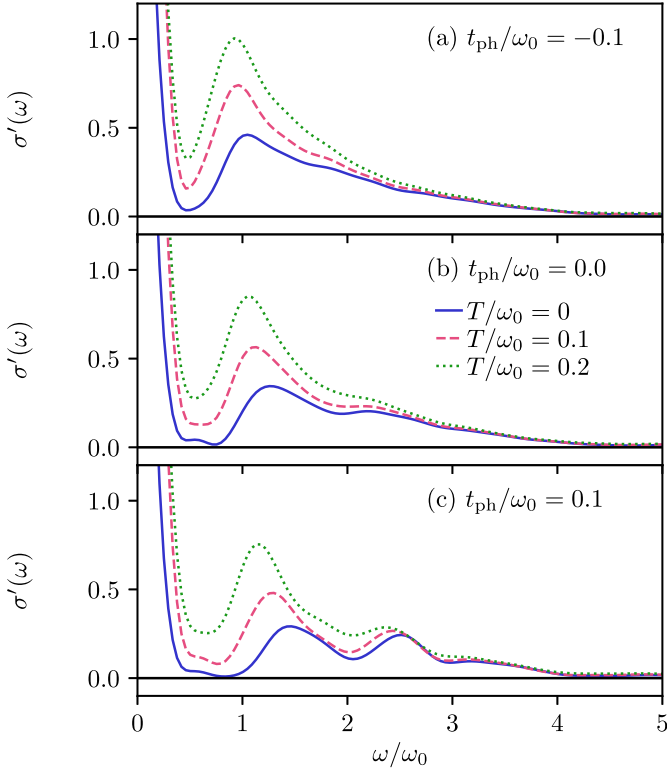 1.0
0.5
0.0
σ′(ω)
(a) t_ph/ω_0 = −0.1
1.0
0.5
0.0
σ′(ω)
(b) t_ph/ω_0 = 0.0
T/ω_0 = 0
T/ω_0 = 0.1
T/ω_0 = 0.2
1.0
0.5
0.0
σ′(ω)
(c) t_ph/ω_0 = 0.1
0 1 2 3 4 5
ω/ω_0